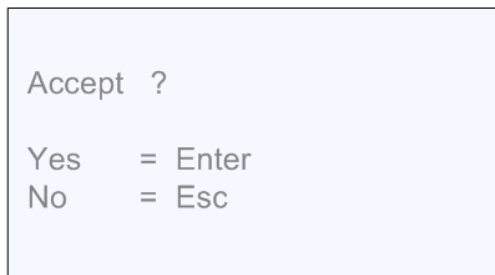 Accept ?
Yes = Enter
No = Esc